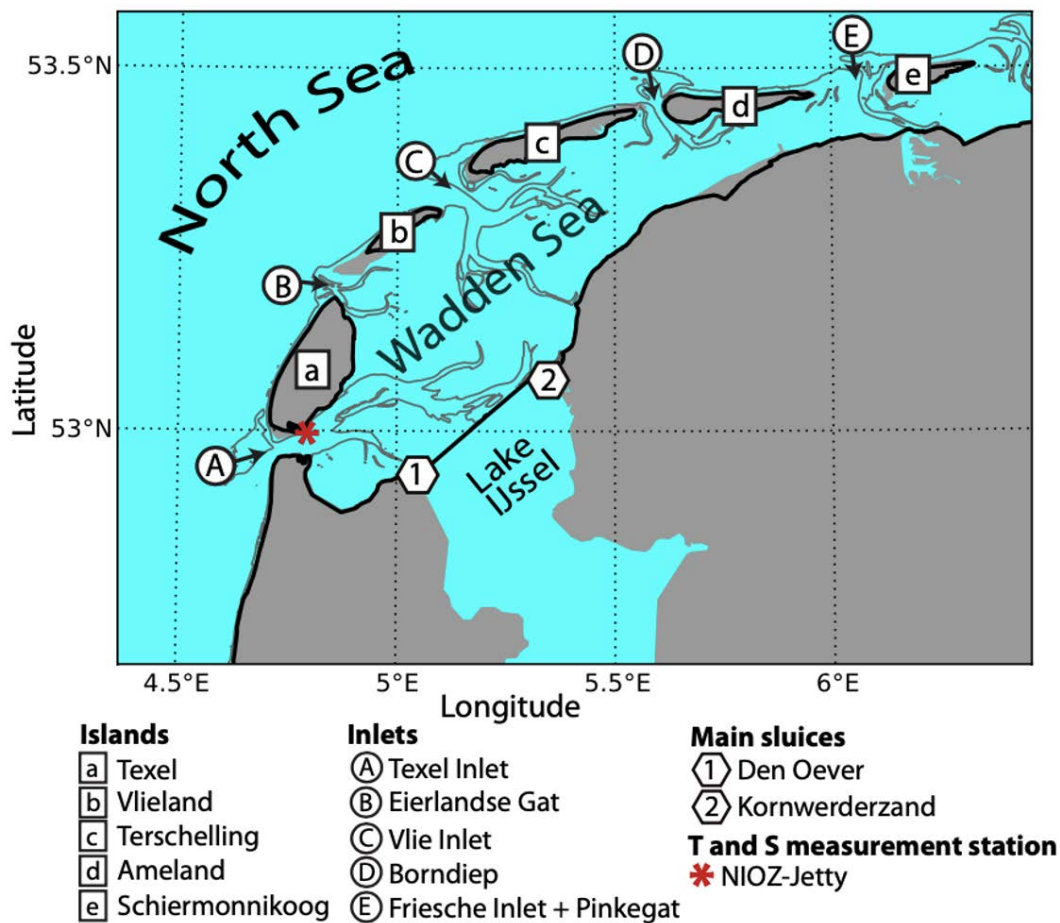 53.5°N
53°N
Latitude
4.5°E
5°E
5.5°E
6°E
Longitude
North Sea
Wadden Sea
Lake
IJssel
A
B
C
D
E
a
b
c
d
e
1
2
Islands
a Texel
b Vlieland
c Terschelling
d Ameland
e Schiermonnikoog
Inlets
A Texel Inlet
B Eierlandse Gat
C Vlie Inlet
D Borndiep
E Friesche Inlet + Pinkegat
Main sluices
1 Den Oever
2 Kornwerderzand
T and S measurement station
NIOZ-Jetty